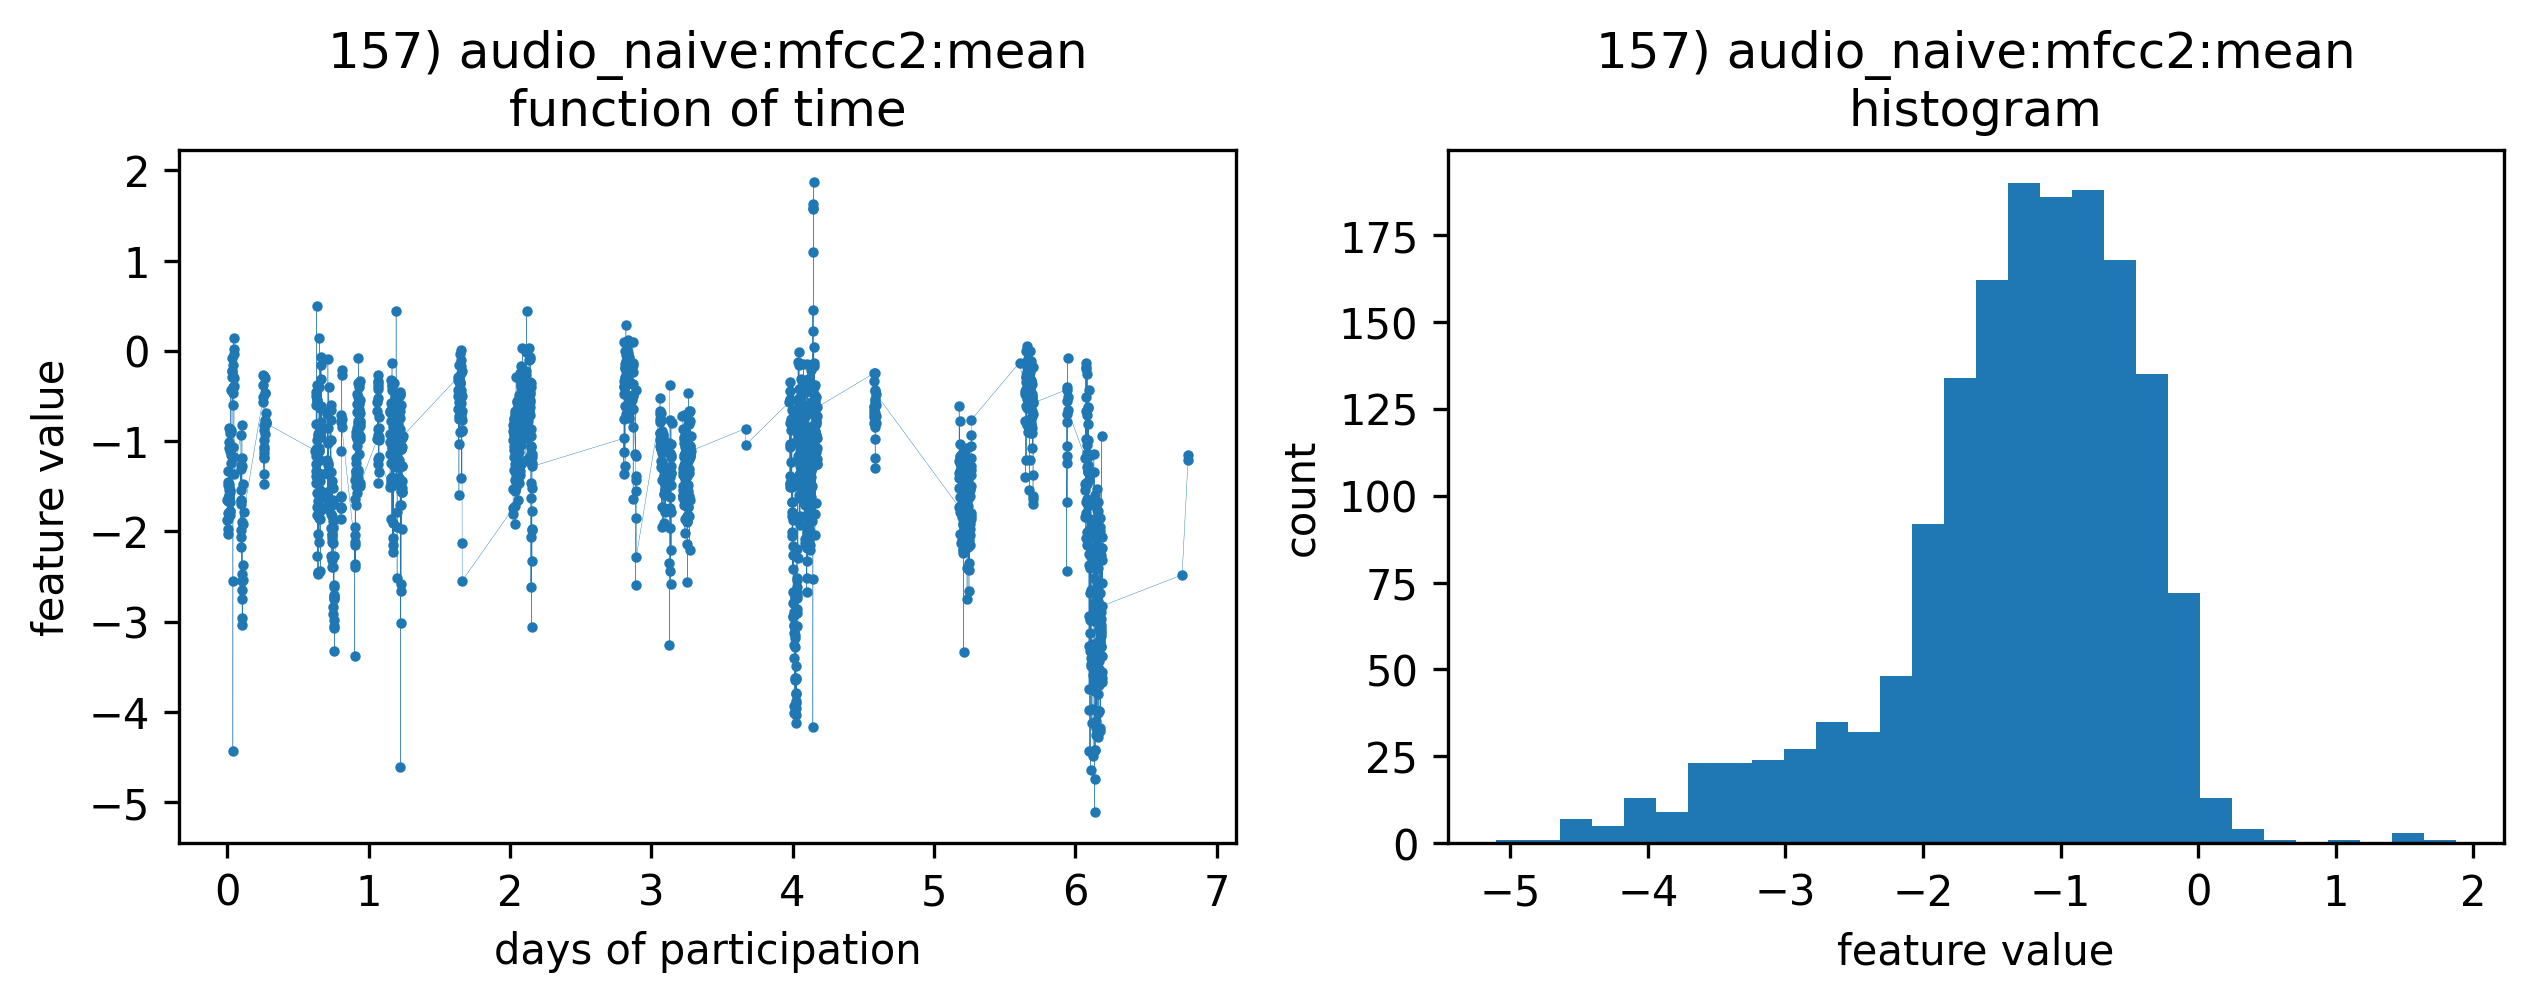 157) audio_naive:mfcc2:mean
function of time
2
1
0
−1
−2
−3
−4
−5
feature value
0 1 2 3 4 5 6 7
days of participation
157) audio_naive:mfcc2:mean
histogram
175
150
125
100
75
50
25
0
count
−5 −4 −3 −2 −1 0 1 2
feature value